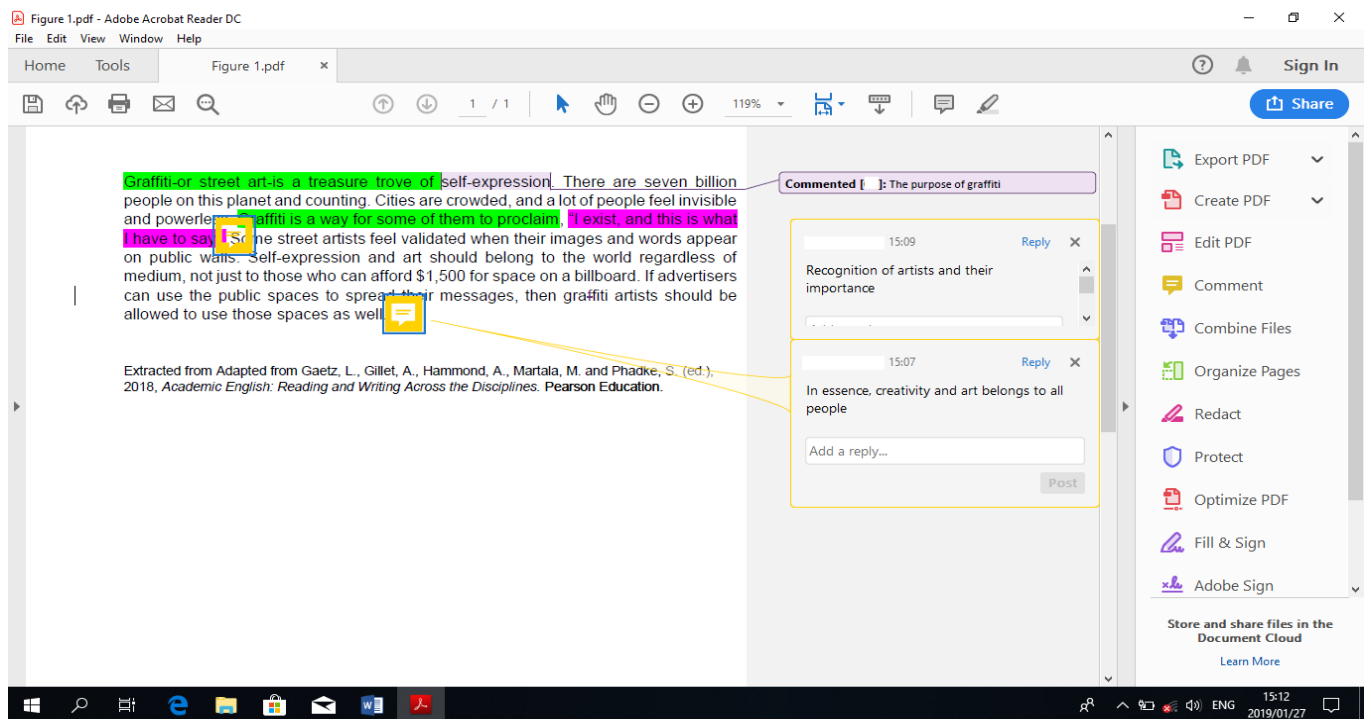 Figure 1.pdf - Adobe Acrobat Reader DC
File Edit View Window Help
Home Tools Figure 1.pdf × Sign In
1 / 1 119% Share
Graffiti-or street art-is a treasure trove of self-expression. There are seven billion
people on this planet and counting. Cities are crowded, and a lot of people feel invisible
and Graffiti is a way for some of them to proclaim, "I exist, and this is what
I have to say Some street artists feel validated when their images and words appear
on public walls. Self-expression and art should belong to the world regardless of
medium, not just to those who can afford $1,500 for space on a billboard. If advertisers
can use the public spaces to spread their messages, then graffiti artists should be
allowed to use those spaces as well
Extracted from Adapted from Gaetz, L., Gillet, A., Hammond, A., Martala, M. and Phadke, S. (ed.),
2018, Academic English: Reading and Writing Across the Disciplines. Pearson Education.
Commented [ ]: The purpose of graffiti
15:09 Reply
Recognition of artists and their
importance
15:07 Reply
In essence, creativity and art belongs to all
people
Add a reply...
Post
Export PDF
Create PDF
Edit PDF
Comment
Combine Files
Organize Pages
Redact
Protect
Optimize PDF
Fill & Sign
Adobe Sign
Store and share files in the
Document Cloud
Learn More
ENG 15:12
2019/01/27